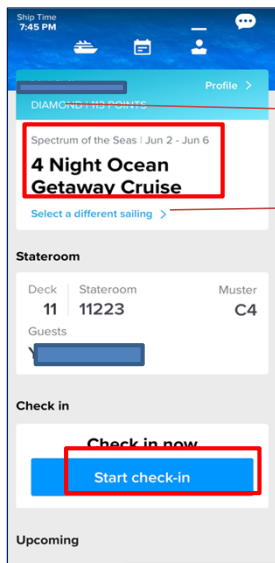 Ship Time
7:45 PM
Profile >
DIAMOND | 113 POINTS
Spectrum of the Seas | Jun 2 - Jun 6
4 Night Ocean
Getaway Cruise
Select a different sailing >
Stateroom
Deck Stateroom Muster
11 11223 C4
Guests
Check in
Check in now
Start check-in
Upcoming